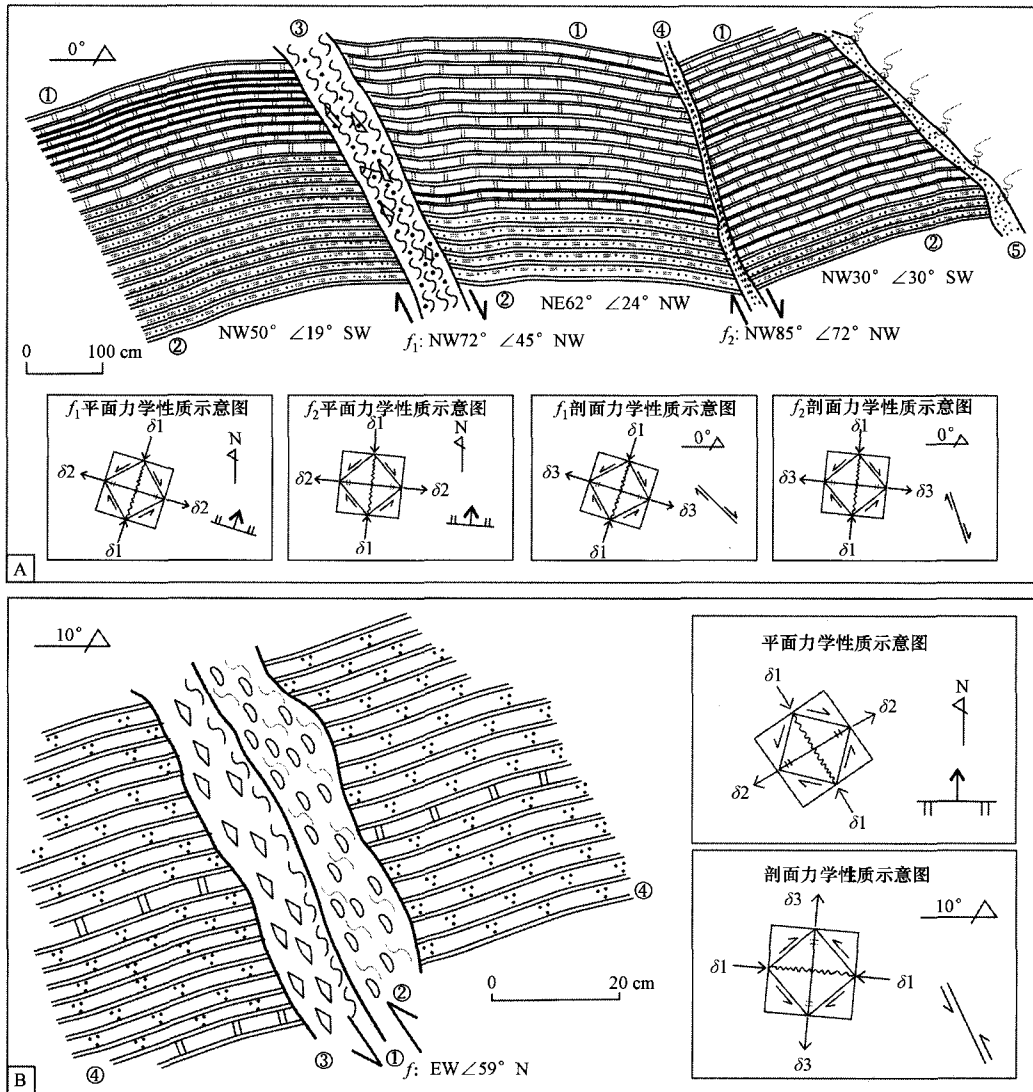 0°
③
①
④
①
①
②
②
②
⑤
NW50° ∠19° SW
NE62° ∠24° NW
NW30° ∠30° SW
f₁: NW72° ∠45° NW
f₂: NW85° ∠72° NW
0 100 cm
f₁平面力学性质示意图
δ1
N
δ2
δ2
δ1
f₂平面力学性质示意图
δ1
N
δ2
δ2
δ1
f₁剖面力学性质示意图
δ1
0°
δ3
δ3
δ1
f₂剖面力学性质示意图
δ1
0°
δ3
δ3
δ1
A
10°
④
④
②
③
①
0 20 cm
f: EW∠59° N
B
平面力学性质示意图
δ1
N
δ2
δ2
δ1
剖面力学性质示意图
δ3
10°
δ1
δ1
δ3